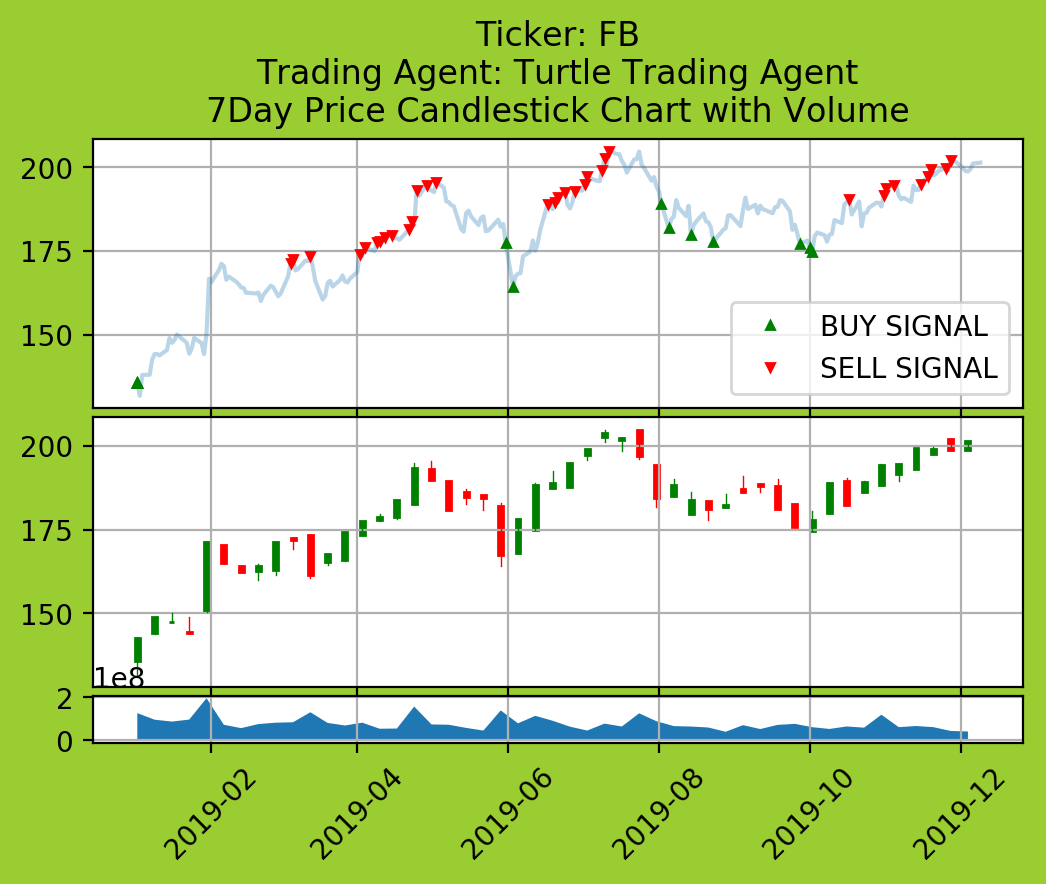 Ticker: FB
Trading Agent: Turtle Trading Agent
7Day Price Candlestick Chart with Volume
200
175
150
BUY SIGNAL
SELL SIGNAL
200
175
150
1e8
2
0
2019-02
2019-04
2019-06
2019-08
2019-10
2019-12